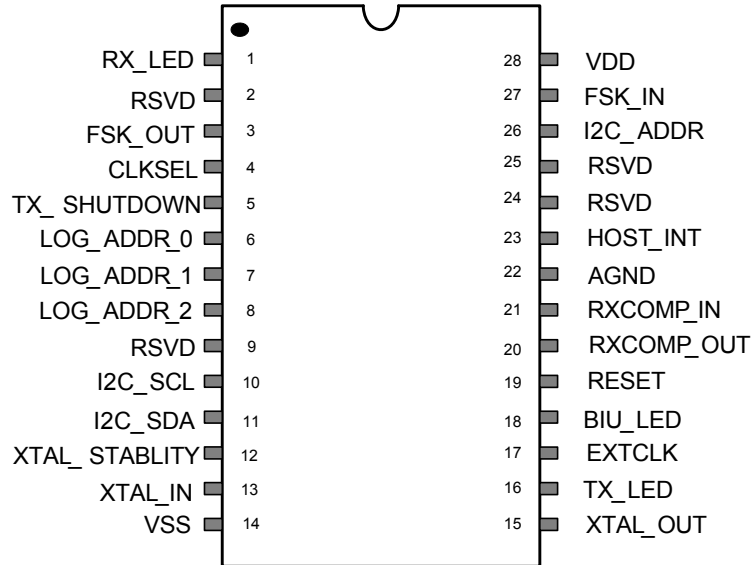 RX_LED 1 28 VDD
RSVD 2 27 FSK_IN
FSK_OUT 3 26 I2C_ADDR
CLKSEL 4 25 RSVD
TX_ SHUTDOWN 5 24 RSVD
LOG_ADDR_0 6 23 HOST_INT
LOG_ADDR_1 7 22 AGND
LOG_ADDR_2 8 21 RXCOMP_IN
RSVD 9 20 RXCOMP_OUT
I2C_SCL 10 19 RESET
I2C_SDA 11 18 BIU_LED
XTAL_ STABLITY 12 17 EXTCLK
XTAL_IN 13 16 TX_LED
VSS 14 15 XTAL_OUT